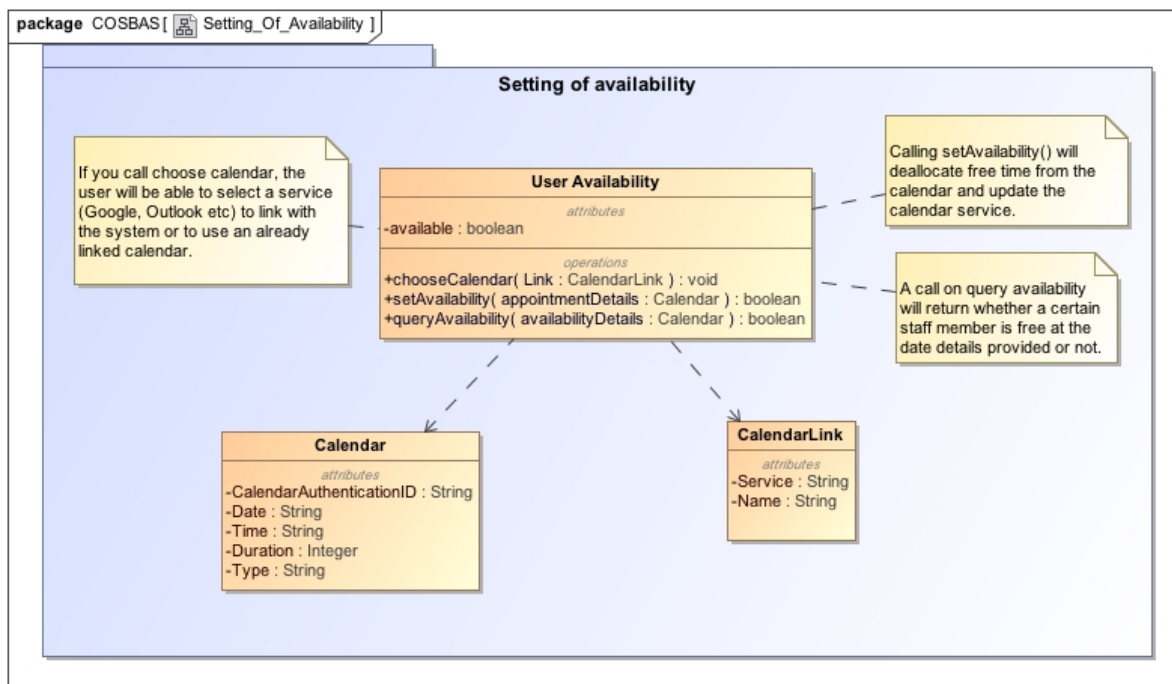 package COSBAS [ Setting_Of_Availability ]
Setting of availability
If you call choose calendar, the
user will be able to select a service
(Google, Outlook etc) to link with
the system or to use an already
linked calendar.
User Availability
attributes
-available : boolean
operations
+chooseCalendar( Link : CalendarLink ) : void
+setAvailability( appointmentDetails : Calendar ) : boolean
+queryAvailability( availabilityDetails : Calendar ) : boolean
Calling setAvailability() will
deallocate free time from the
calendar and update the
calendar service.
A call on query availability
will return whether a certain
staff member is free at the
date details provided or not.
Calendar
attributes
-CalendarAuthenticationID : String
-Date : String
-Time : String
-Duration : Integer
-Type : String
CalendarLink
attributes
-Service : String
-Name : String